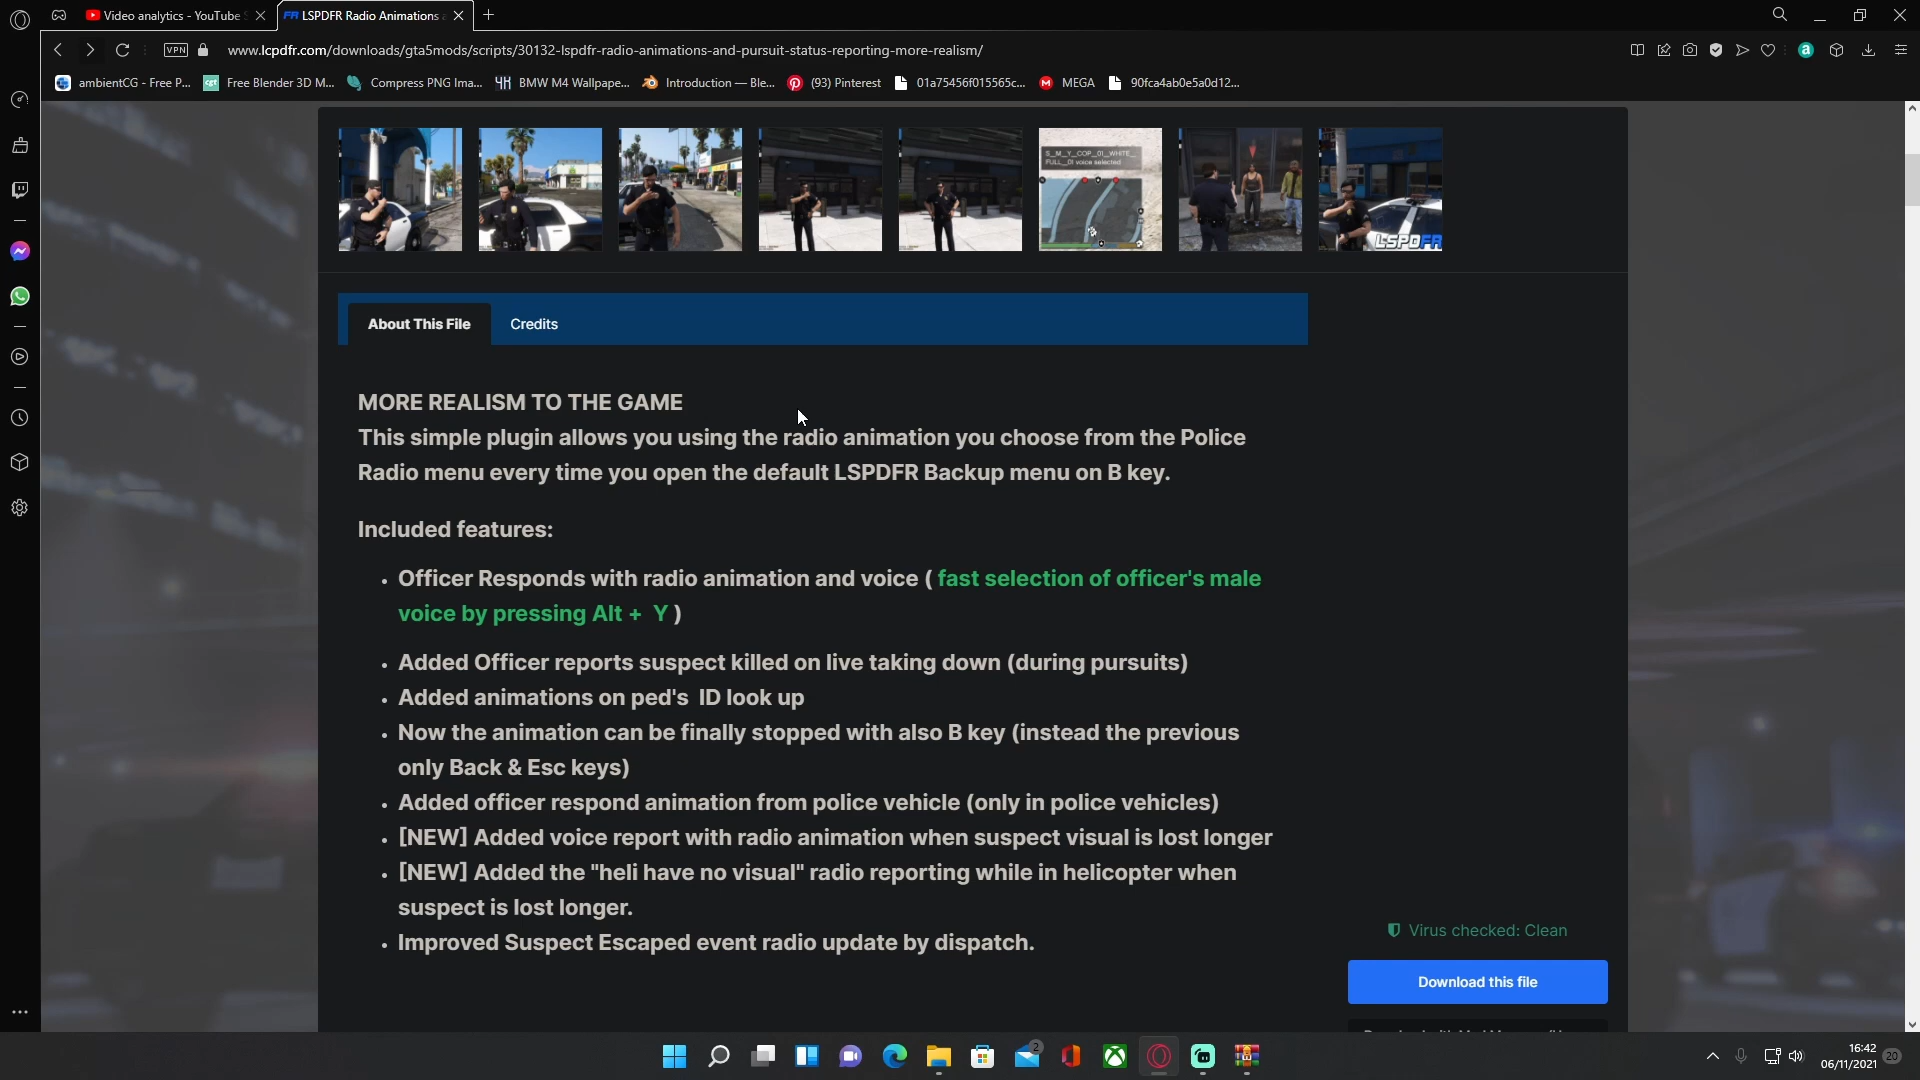 Video analytics - YouTube S
LSPDFR Radio Animations a
VPN
www.lcpdfr.com/downloads/gta5mods/scripts/30132-lspdfr-radio-animations-and-pursuit-status-reporting-more-realism/
ambientCG - Free P...
cgt
Free Blender 3D M...
Compress PNG Ima...
BMW M4 Wallpape...
Introduction — Ble...
(93) Pinterest
01a75456f015565c...
MEGA
90fca4ab0e5a0d12...
S_M_Y_COP_01_WHITE_
FULL_01 voice selected
LSPDFR
About This File
Credits
MORE REALISM TO THE GAME
This simple plugin allows you using the radio animation you choose from the Police
Radio menu every time you open the default LSPDFR Backup menu on B key.
Included features:
• Officer Responds with radio animation and voice ( fast selection of officer's male
voice by pressing Alt + Y )
• Added Officer reports suspect killed on live taking down (during pursuits)
• Added animations on ped's ID look up
• Now the animation can be finally stopped with also B key (instead the previous
only Back & Esc keys)
• Added officer respond animation from police vehicle (only in police vehicles)
• [NEW] Added voice report with radio animation when suspect visual is lost longer
• [NEW] Added the "heli have no visual" radio reporting while in helicopter when
suspect is lost longer.
• Improved Suspect Escaped event radio update by dispatch.
Virus checked: Clean
Download this file
2
16:42
06/11/2021
20